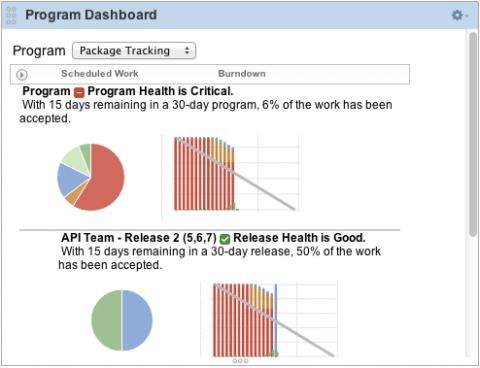 Program Dashboard
Program Package Tracking
Scheduled Work Burndown
Program Program Health is Critical.
With 15 days remaining in a 30-day program, 6% of the work has been
accepted.
API Team - Release 2 (5,6,7) Release Health is Good.
With 15 days remaining in a 30-day release, 50% of the work
has been accepted.